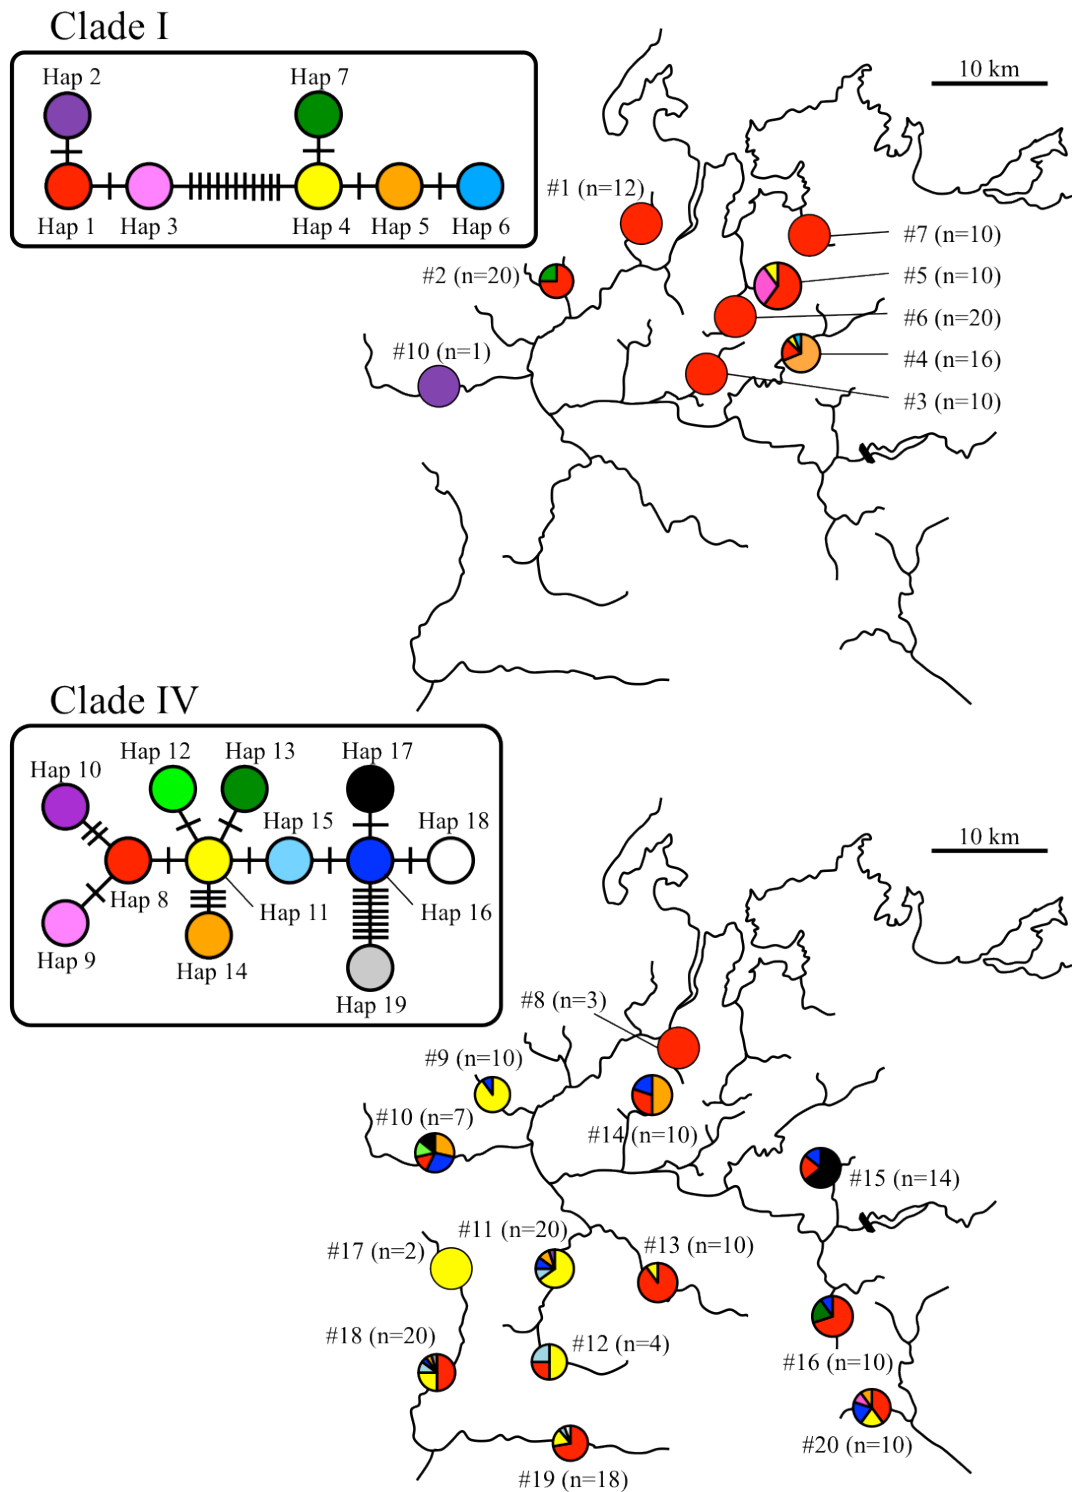 Clade I
Hap 2
Hap 7
Hap 1
Hap 3
Hap 4
Hap 5
Hap 6
10 km
#1 (n=12)
#2 (n=20)
#10 (n=1)
#7 (n=10)
#5 (n=10)
#6 (n=20)
#4 (n=16)
#3 (n=10)
Clade IV
Hap 12
Hap 13
Hap 17
Hap 10
Hap 15
Hap 18
Hap 8
Hap 11
Hap 16
Hap 9
Hap 14
Hap 19
10 km
#8 (n=3)
#9 (n=10)
#10 (n=7)
#14 (n=10)
#15 (n=14)
#11 (n=20)
#17 (n=2)
#13 (n=10)
#18 (n=20)
#12 (n=4)
#16 (n=10)
#20 (n=10)
#19 (n=18)